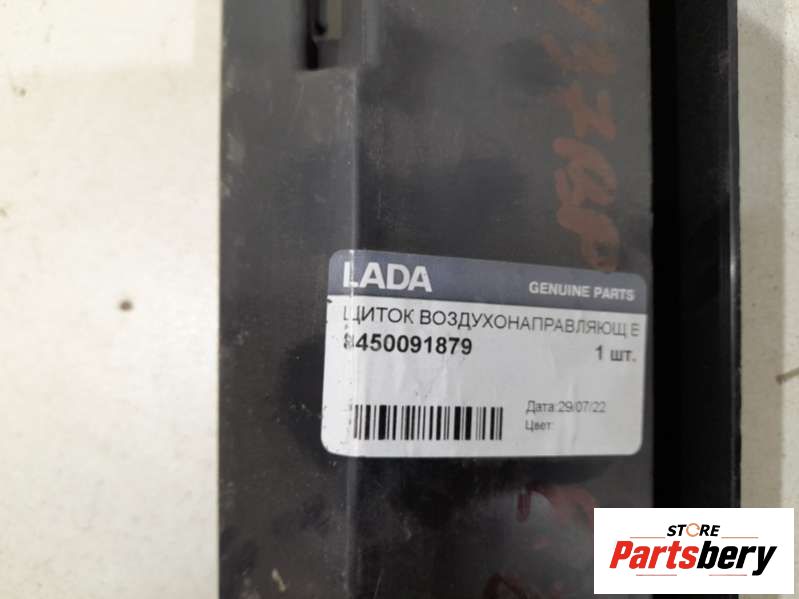 LADA
GENUINE PARTS
ЩИТОК ВОЗДУХОНАПРАВЛЯЮЩ Е
8450091879
1 шт.
Дата:29/07/22
Цвет:
STORE
Partsbery